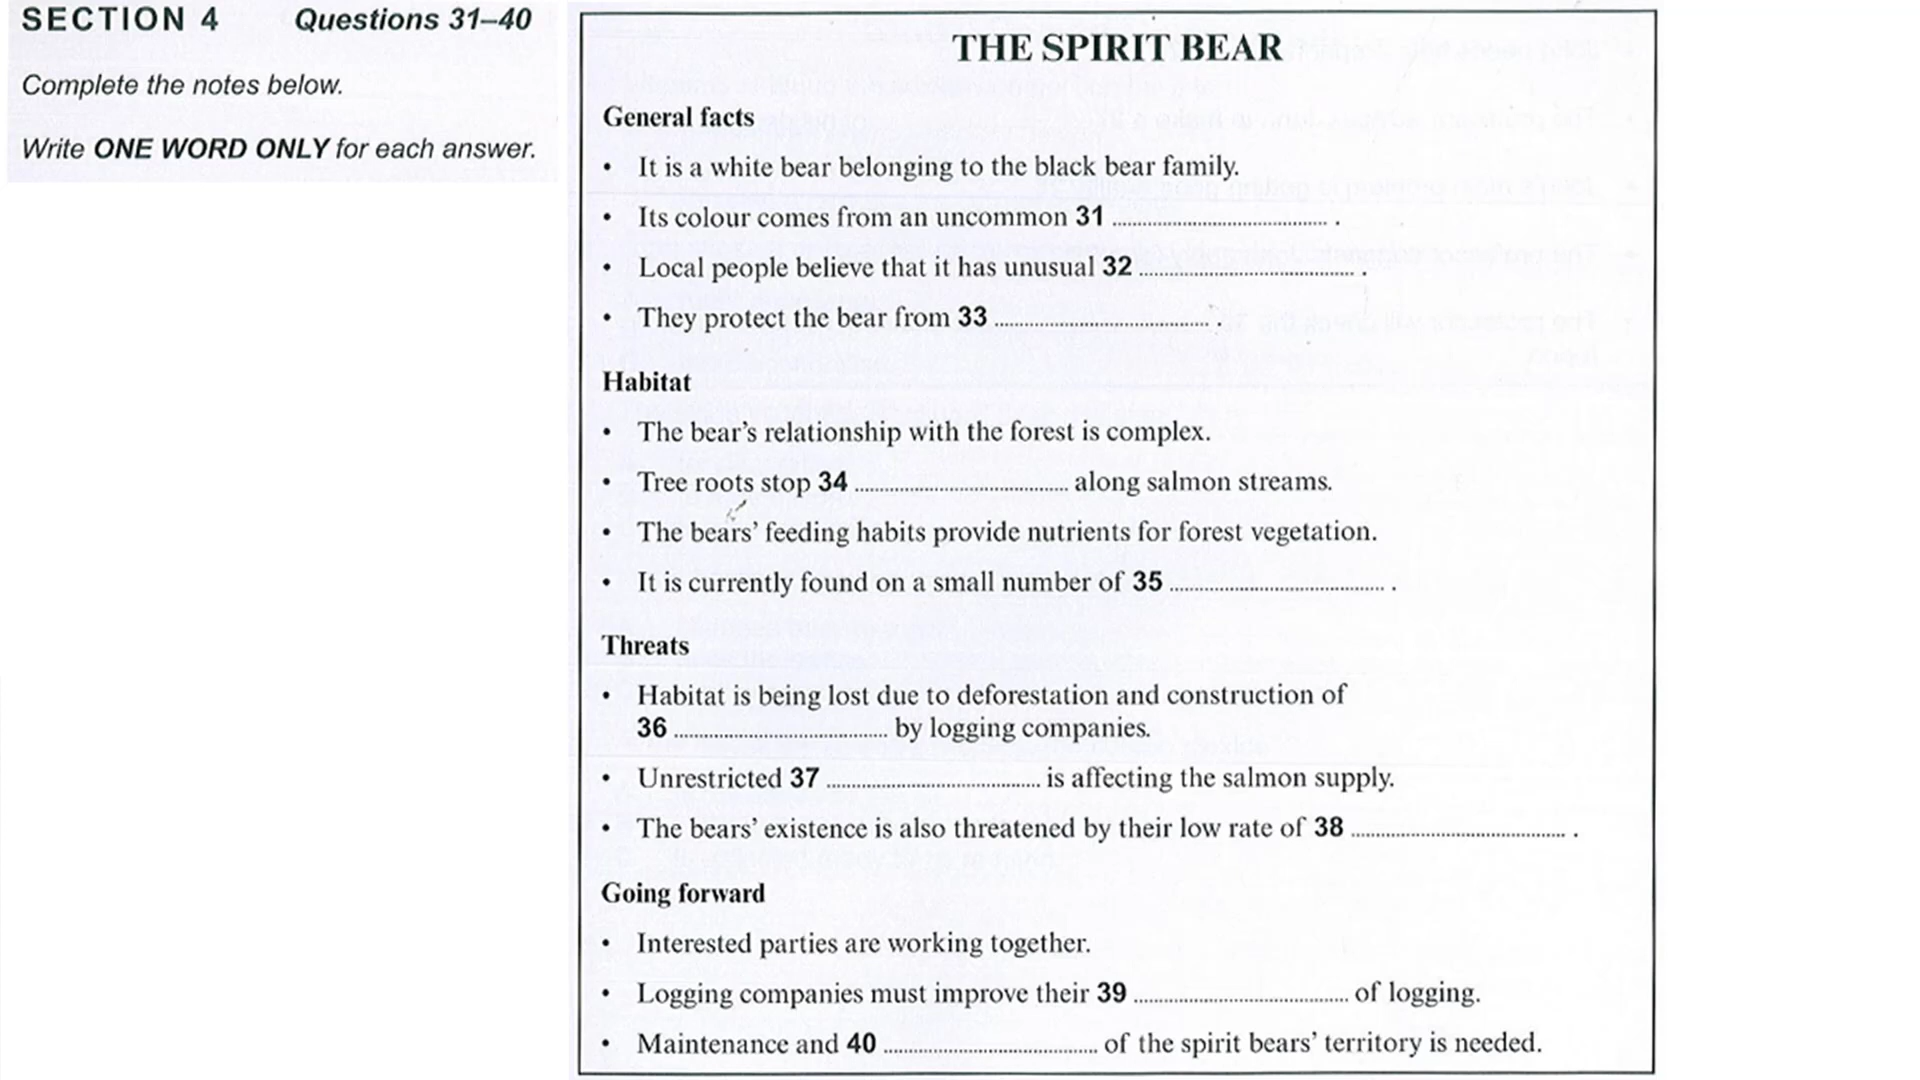 SECTION 4 Questions 31–40
Complete the notes below.
Write ONE WORD ONLY for each answer.
THE SPIRIT BEAR
General facts
• It is a white bear belonging to the black bear family.
• Its colour comes from an uncommon 31 .................... .
• Local people believe that it has unusual 32 .................... .
• They protect the bear from 33 .................... .
Habitat
• The bear’s relationship with the forest is complex.
• Tree roots stop 34 .................... along salmon streams.
• The bears’ feeding habits provide nutrients for forest vegetation.
• It is currently found on a small number of 35 .................... .
Threats
• Habitat is being lost due to deforestation and construction of
36 .................... by logging companies.
• Unrestricted 37 .................... is affecting the salmon supply.
• The bears’ existence is also threatened by their low rate of 38 .................... .
Going forward
• Interested parties are working together.
• Logging companies must improve their 39 .................... of logging.
• Maintenance and 40 .................... of the spirit bears’ territory is needed.